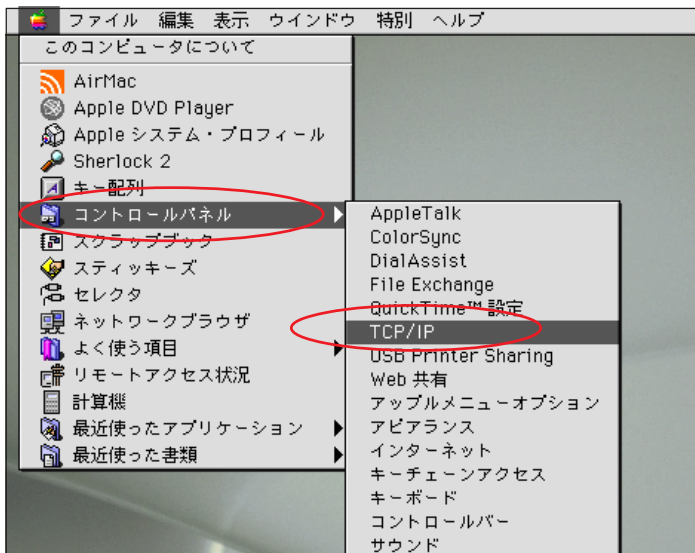 ファイル 編集 表示 ウインドウ 特別 ヘルプ
このコンピュータについて
AirMac
Apple DVD Player
Apple システム・プロフィール
Sherlock 2
キー配列
コントロールパネル
スクラップブック
スティッキーズ
セレクタ
ネットワークブラウザ
よく使う項目
リモートアクセス状況
計算機
最近使ったアプリケーション
最近使った書類
AppleTalk
ColorSync
DialAssist
File Exchange
QuickTime™ 設定
TCP/IP
USB Printer Sharing
Web 共有
アップルメニューオプション
アピアランス
インターネット
キーチェーンアクセス
キーボード
コントロールバー
サウンド